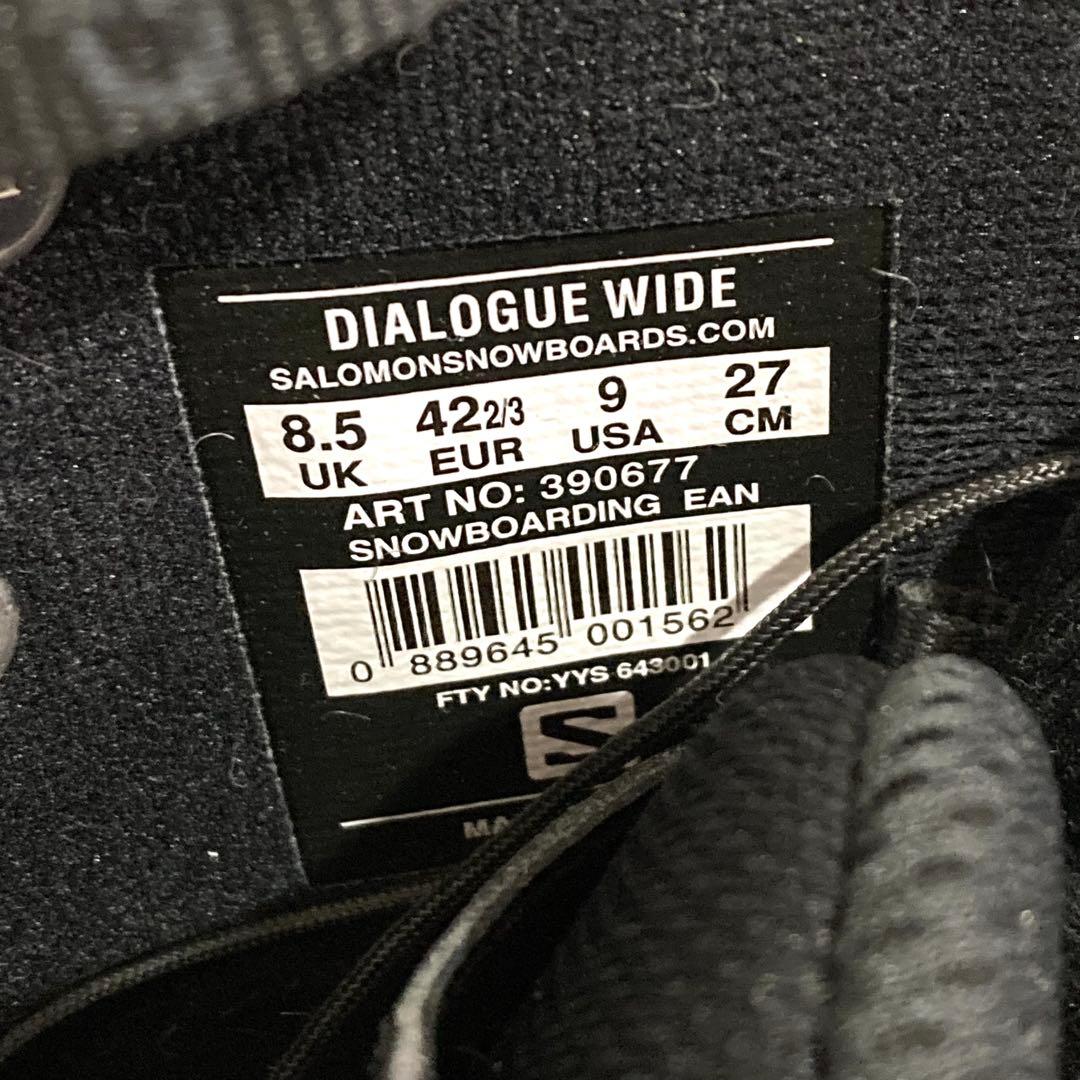 DIALOGUE WIDE
SALOMONSNOWBOARDS.COM
8.5 42 2/3 9 27
UK EUR USA CM
ART NO: 390677
SNOWBOARDING EAN
0 889645 001562
FTY NO:YYS 643001
S